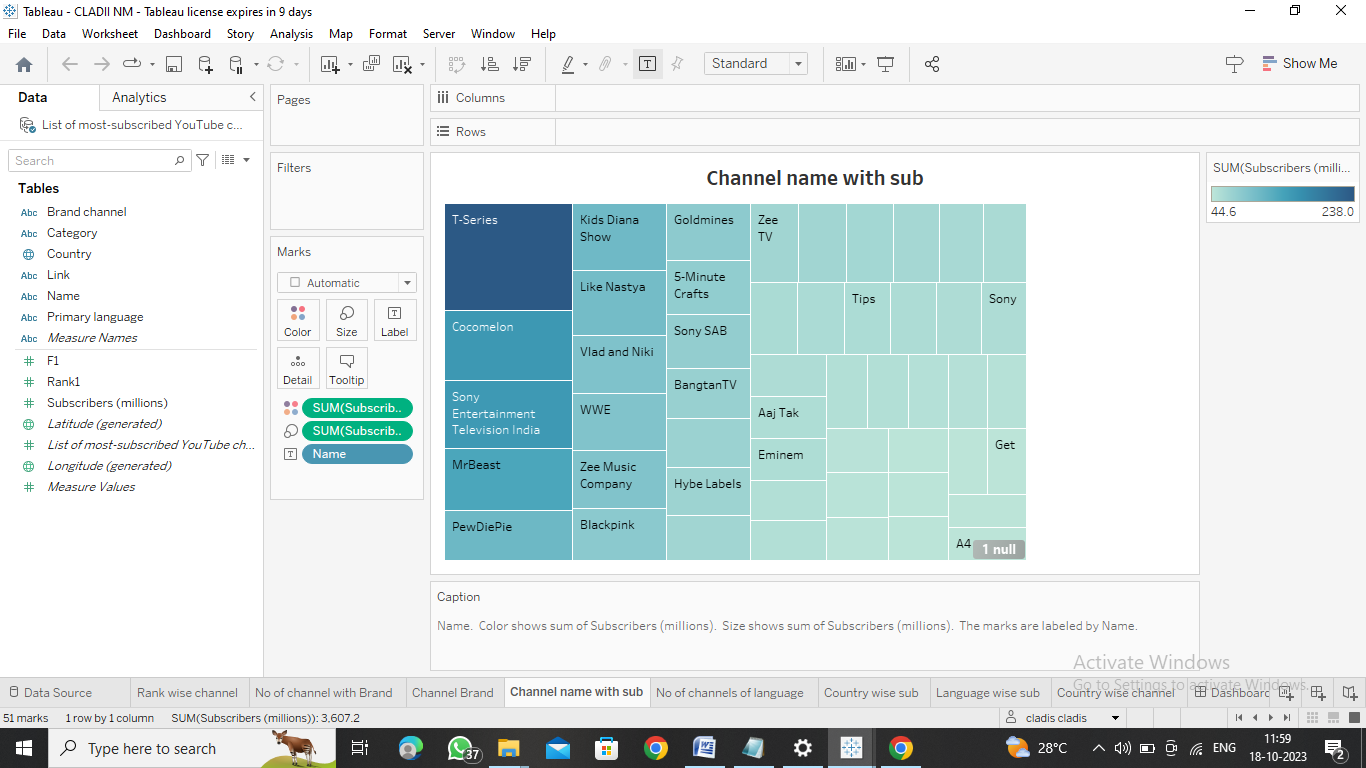 Tableau - CLADII NM - Tableau license expires in 9 days
File Data Worksheet Dashboard Story Analysis Map Format Server Window Help
Standard
Show Me
Data Analytics
List of most-subscribed YouTube c...
Search
Tables
Abc Brand channel
Abc Category
Country
Abc Link
Abc Name
Abc Primary language
Abc Measure Names
# F1
# Rank1
# Subscribers (millions)
Latitude (generated)
# List of most-subscribed YouTube ch...
Longitude (generated)
# Measure Values
Pages
Filters
Marks
Automatic
Color Size Label
Detail Tooltip
SUM(Subscrib..
SUM(Subscrib..
Name
Columns
Rows
Channel name with sub
T-Series
Cocomelon
Sony
Entertainment
Television India
MrBeast
PewDiePie
Kids Diana
Show
Like Nastya
Vlad and Niki
WWE
Zee Music
Company
Blackpink
Goldmines
5-Minute
Crafts
Sony SAB
BangtanTV
Hybe Labels
Zee
TV
Tips
Sony
Aaj Tak
Eminem
Get
A4
1 null
SUM(Subscribers (milli...
44.6 238.0
Caption
Name. Color shows sum of Subscribers (millions). Size shows sum of Subscribers (millions). The marks are labeled by Name.
Activate Windows
Go to Settings to activate Windows.
Data Source Rank wise channel No of channel with Brand Channel Brand Channel name with sub No of channels of language Country wise sub Language wise sub Country wise channel Dashboard
51 marks 1 row by 1 column SUM(Subscribers (millions)): 3,607.2
cladis cladis
Type here to search
37
28°C
ENG
11:59
18-10-2023
2